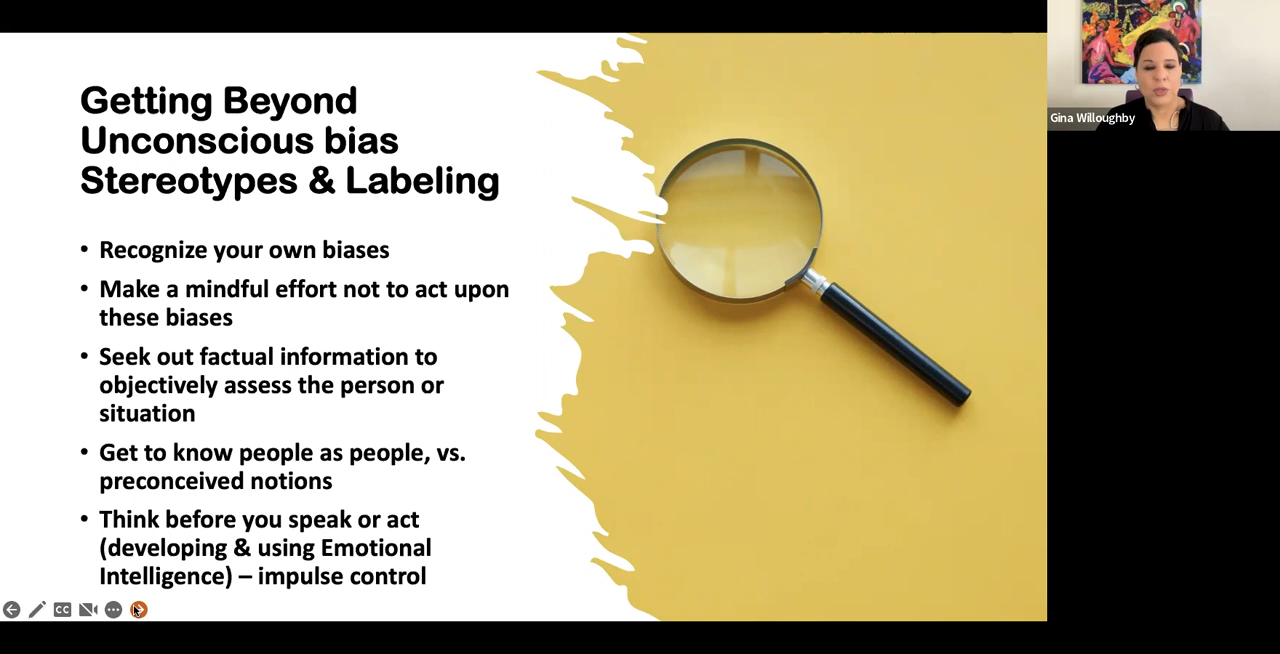 Getting Beyond
Unconscious bias
Stereotypes & Labeling
• Recognize your own biases
• Make a mindful effort not to act upon
these biases
• Seek out factual information to
objectively assess the person or
situation
• Get to know people as people, vs.
preconceived notions
• Think before you speak or act
(developing & using Emotional
Intelligence) – impulse control
CC
Gina Willoughby